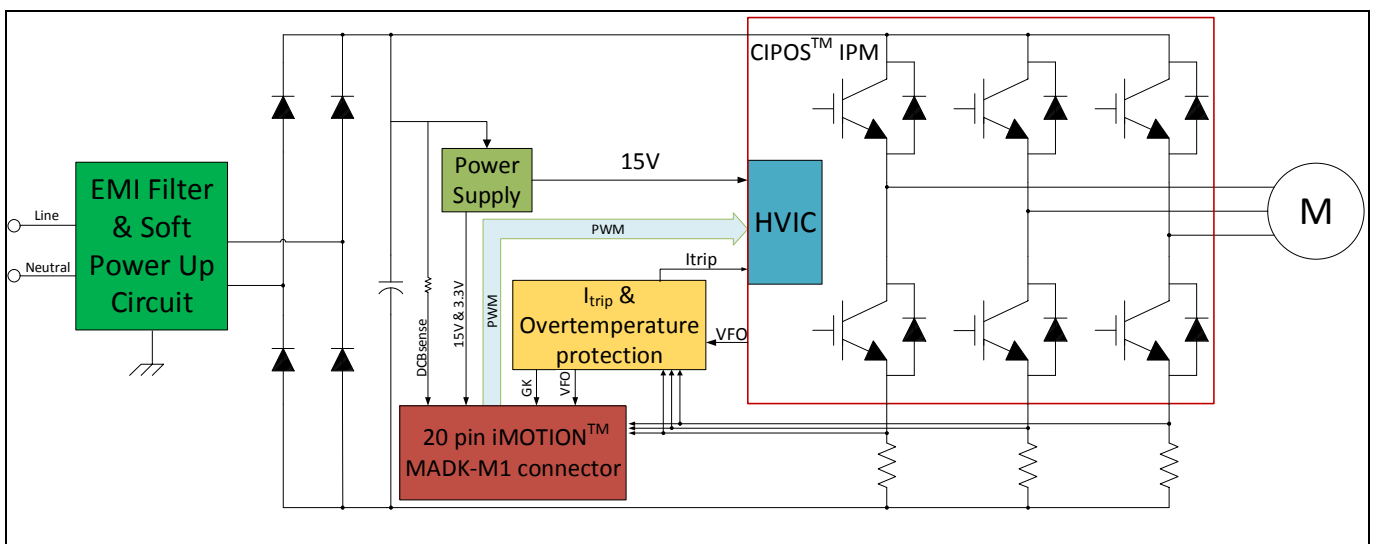 CIPOS™ IPM
Line
Neutral
EMI Filter
& Soft
Power Up
Circuit
Power
Supply
15V
PWM
HVIC
M
Itrip
DCBsense
15V & 3.3V
PWM
Itrip &
Overtemperature
protection
VFO
GK
VFO
20 pin iMOTION™
MADK-M1 connector